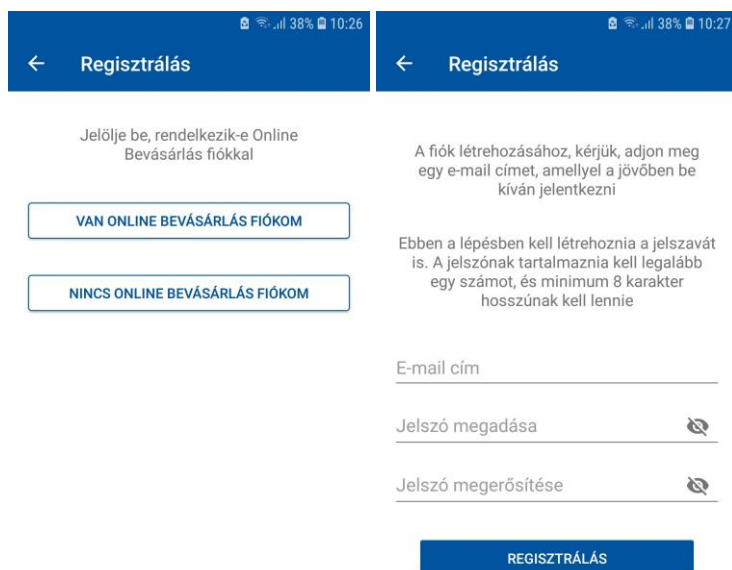 38% 10:26
Regisztrálás
Jelölje be, rendelkezik-e Online
Bevásárlás fiókkal
VAN ONLINE BEVÁSÁRLÁS FIÓKOM
NINCS ONLINE BEVÁSÁRLÁS FIÓKOM
38% 10:27
Regisztrálás
A fiók létrehozásához, kérjük, adjon meg
egy e-mail címet, amellyel a jövőben be
kíván jelentkezni
Ebben a lépésben kell létrehoznia a jelszavát
is. A jelszónak tartalmaznia kell legalább
egy számot, és minimum 8 karakter
hosszúnak kell lennie
E-mail cím
Jelszó megadása
Jelszó megerősítése
REGISZTRÁLÁS